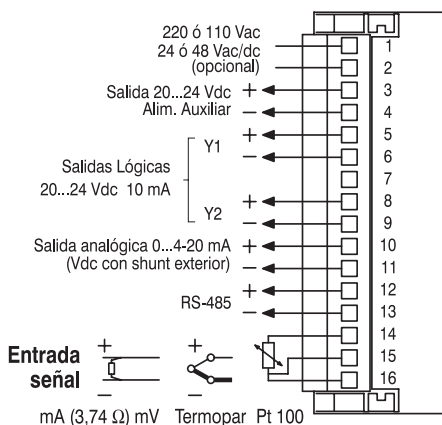 220 ó 110 Vac
24 ó 48 Vac/dc
(opcional)
Salida 20...24 Vdc
Alim. Auxiliar
+
−
Y1
+
−
Salidas Lógicas
20...24 Vdc 10 mA
Y2
+
−
Salida analógica 0...4-20 mA
(Vdc con shunt exterior)
+
−
RS-485
+
−
1
2
3
4
5
6
7
8
9
10
11
12
13
14
15
16
Entrada
señal
+
−
+
−
mA (3,74 Ω) mV Termopar Pt 100